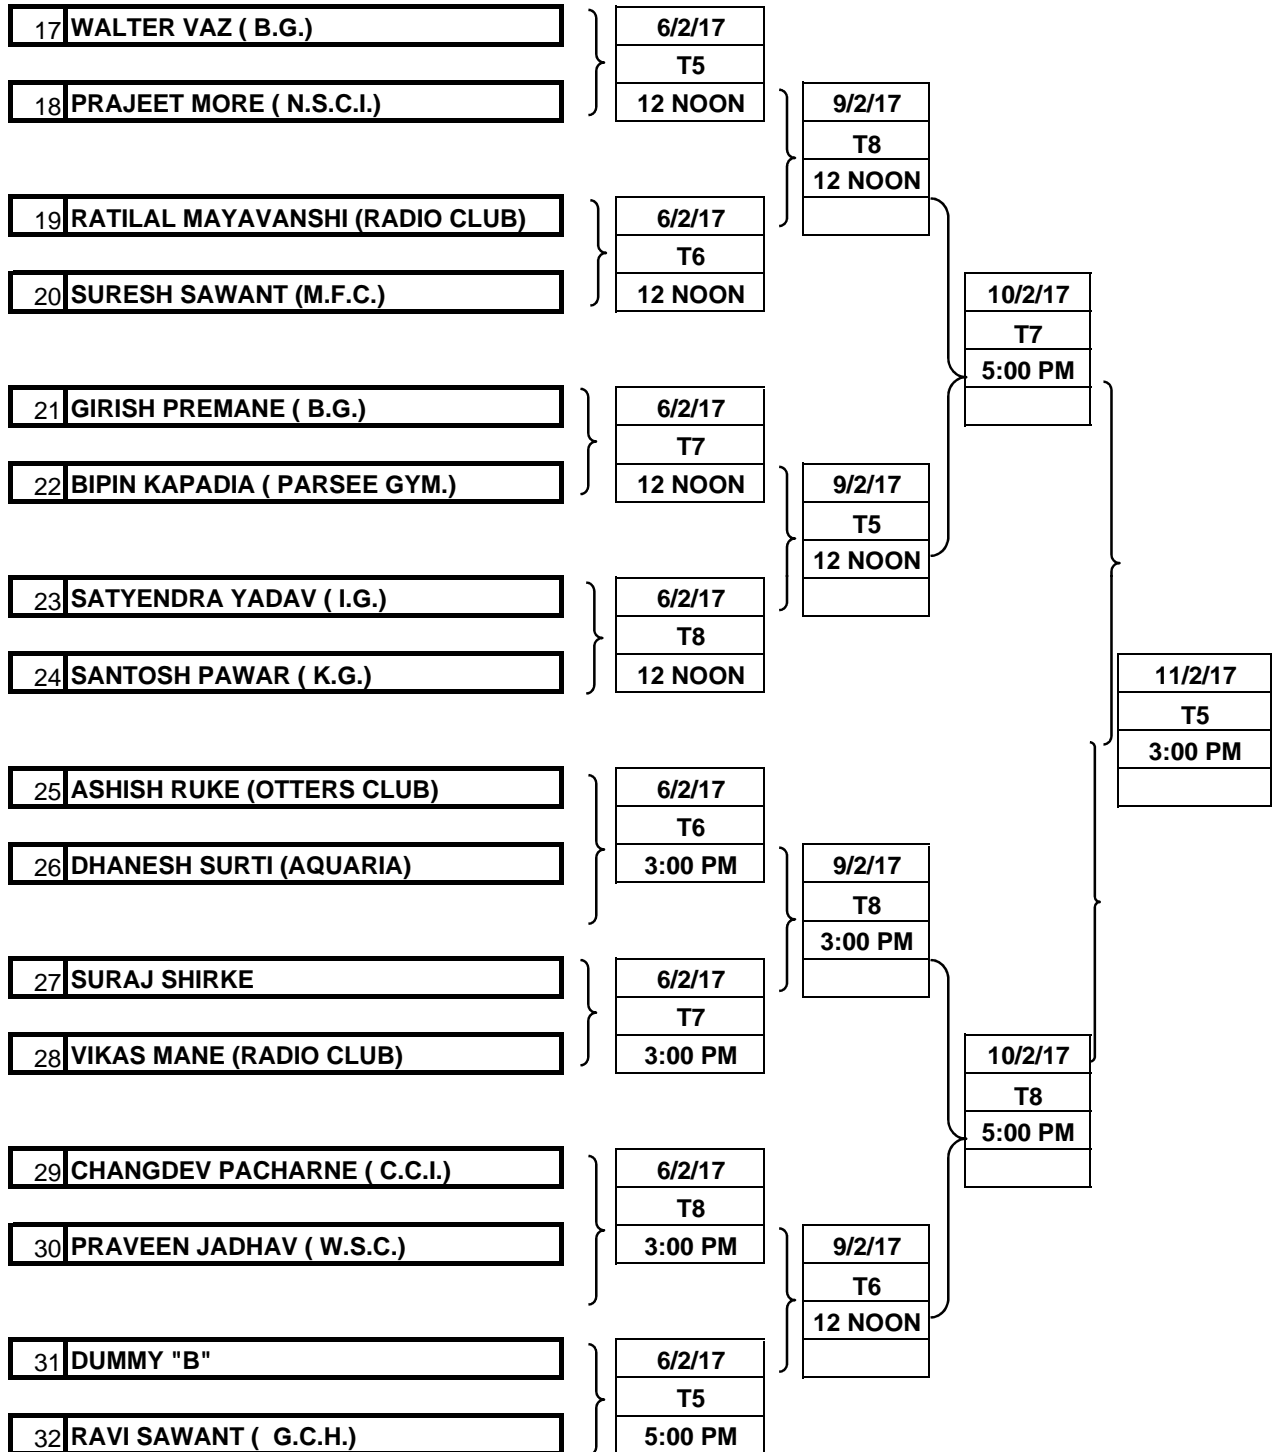 17 WALTER VAZ ( B.G.) 6/2/17
T5
18 PRAJEET MORE ( N.S.C.I.) 12 NOON 9/2/17
T8
12 NOON
19 RATILAL MAYAVANSHI (RADIO CLUB) 6/2/17
T6
20 SURESH SAWANT (M.F.C.) 12 NOON 10/2/17
T7
5:00 PM
21 GIRISH PREMANE ( B.G.) 6/2/17
T7
22 BIPIN KAPADIA ( PARSEE GYM.) 12 NOON 9/2/17
T5
12 NOON
23 SATYENDRA YADAV ( I.G.) 6/2/17
T8
24 SANTOSH PAWAR ( K.G.) 12 NOON 11/2/17
T5
3:00 PM
25 ASHISH RUKE (OTTERS CLUB) 6/2/17
T6
26 DHANESH SURTI (AQUARIA) 3:00 PM 9/2/17
T8
3:00 PM
27 SURAJ SHIRKE 6/2/17
T7
28 VIKAS MANE (RADIO CLUB) 3:00 PM 10/2/17
T8
5:00 PM
29 CHANGDEV PACHARNE ( C.C.I.) 6/2/17
T8
30 PRAVEEN JADHAV ( W.S.C.) 3:00 PM 9/2/17
T6
12 NOON
31 DUMMY "B" 6/2/17
T5
32 RAVI SAWANT ( G.C.H.) 5:00 PM